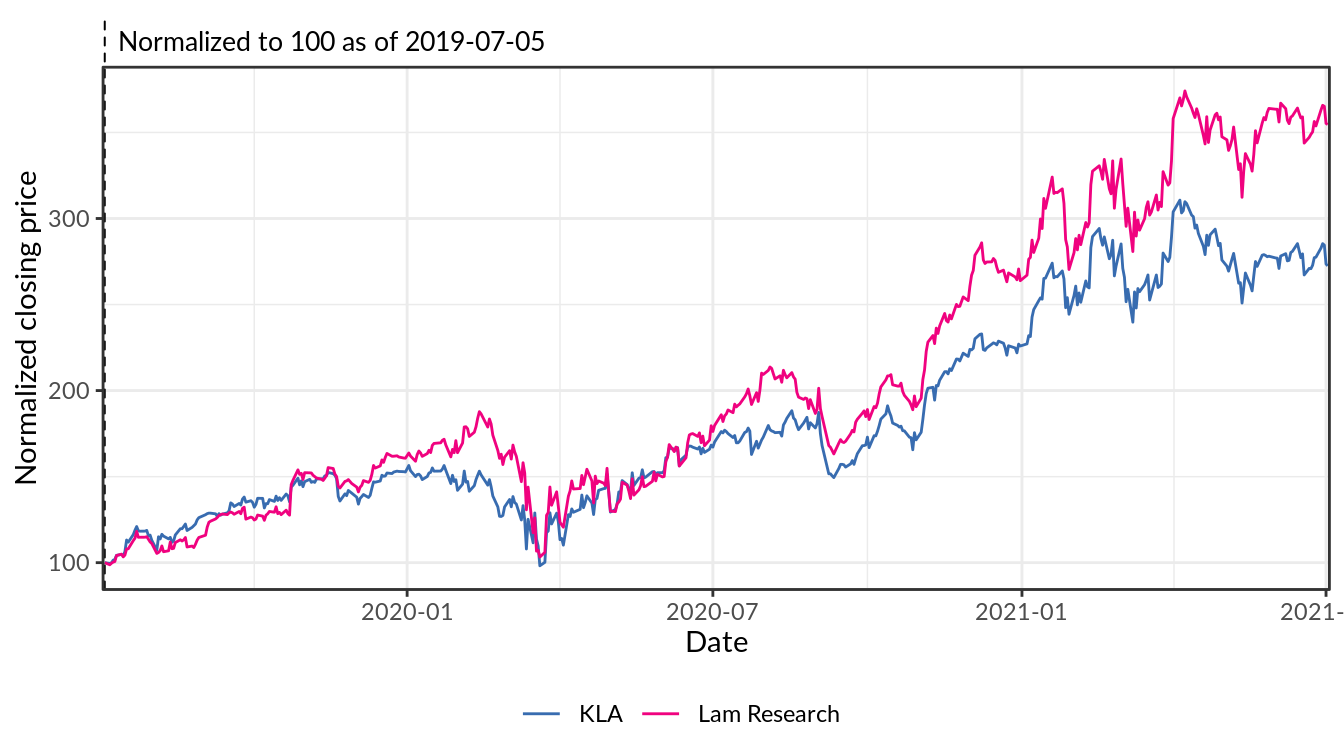 Normalized to 100 as of 2019-07-05
Normalized closing price
300
200
100
2020-01
2020-07
2021-01
2021-
Date
KLA
Lam Research